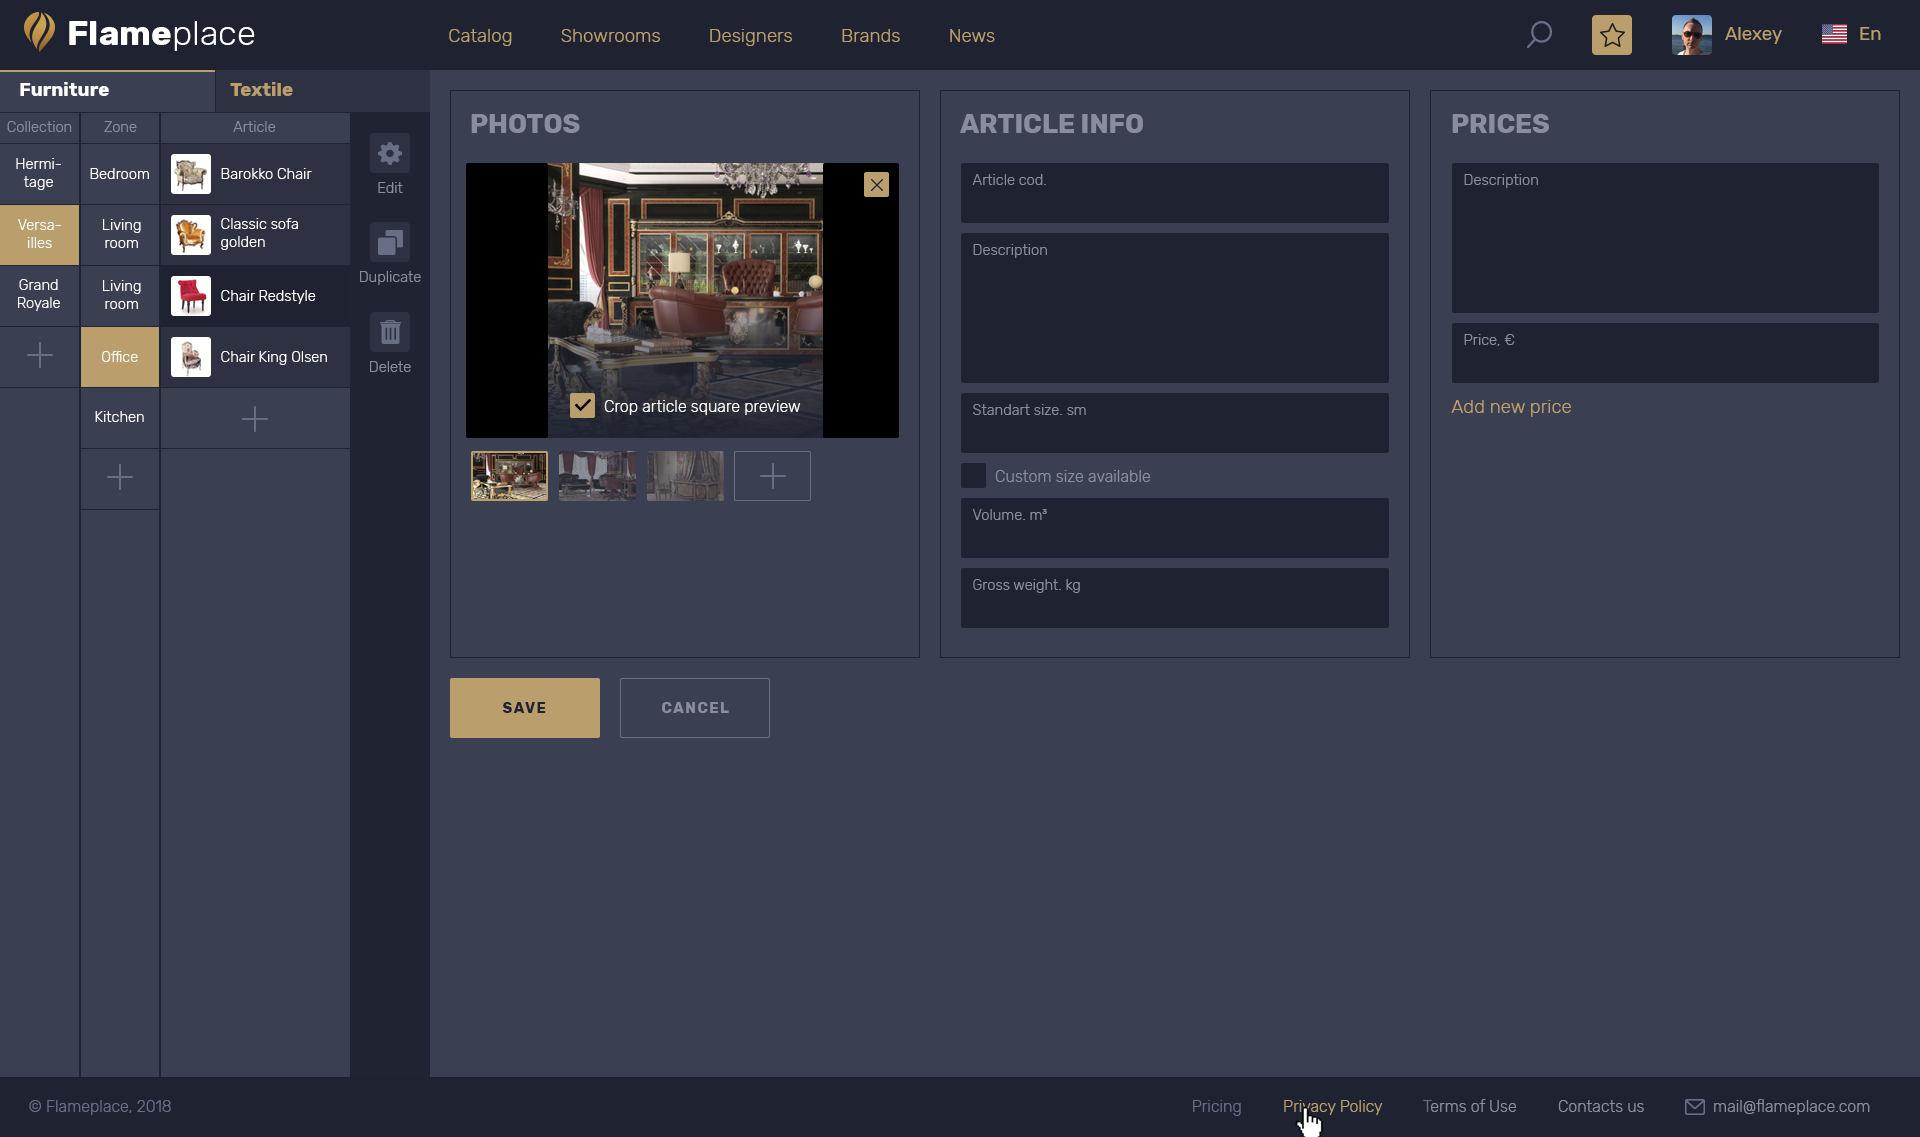 Flameplace
Catalog
Showrooms
Designers
Brands
News
Alexey
En
Furniture
Textile
Collection
Zone
Article
Hermi-
tage
Versa-
illes
Grand
Royale
Bedroom
Living
room
Living
room
Office
Kitchen
Barokko Chair
Classic sofa
golden
Chair Redstyle
Chair King Olsen
Edit
Duplicate
Delete
PHOTOS
Crop article square preview
ARTICLE INFO
Article cod.
Description
Standart size. sm
Custom size available
Volume. m³
Gross weight. kg
PRICES
Description
Price, €
Add new price
SAVE
CANCEL
© Flameplace, 2018
Pricing
Privacy Policy
Terms of Use
Contacts us
mail@flameplace.com